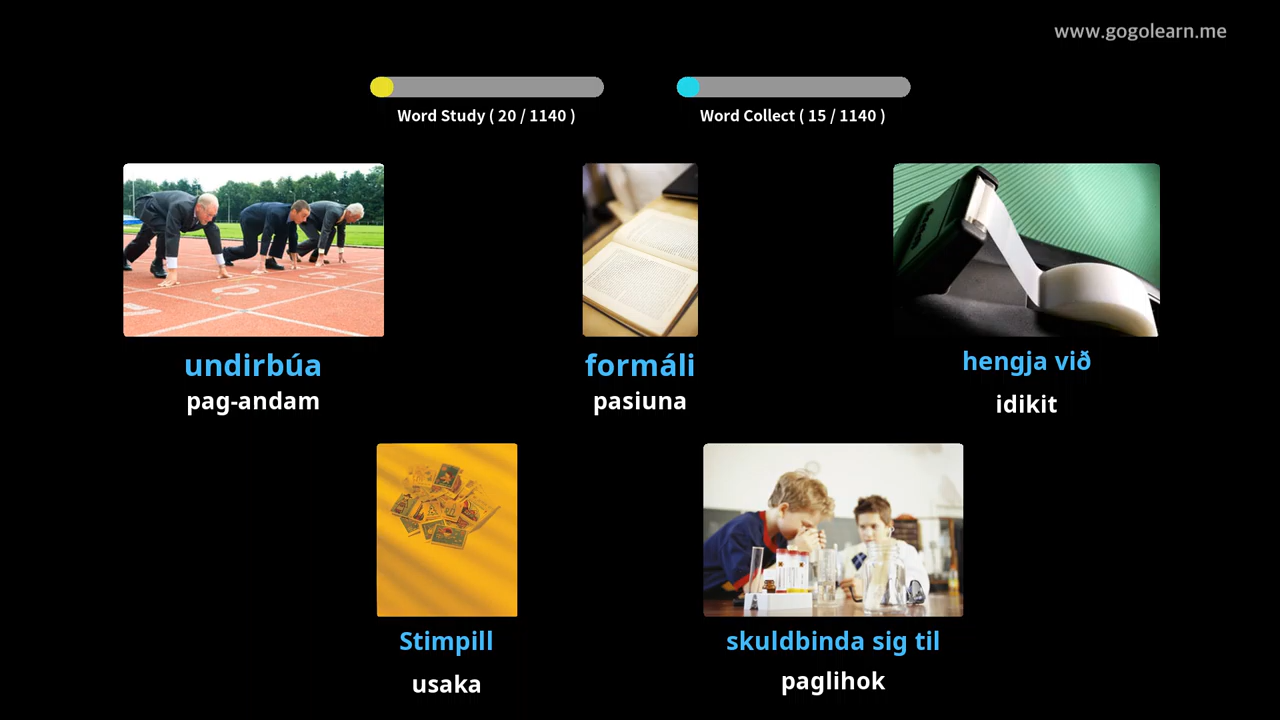 www.gogolearn.me
Word Study ( 20 / 1140 )
Word Collect ( 15 / 1140 )
undirbúa
pag-andam
formáli
pasiuna
hengja við
idikit
Stimpill
usaka
skuldbinda sig til
paglihok